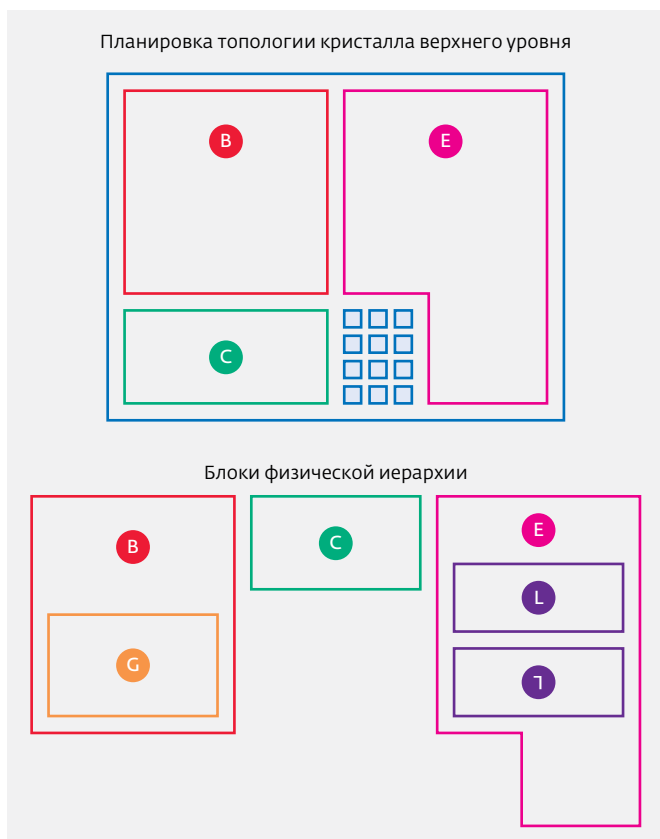 Планировка топологии кристалла верхнего уровня
B
E
C
Блоки физической иерархии
B
C
E
L
G
L